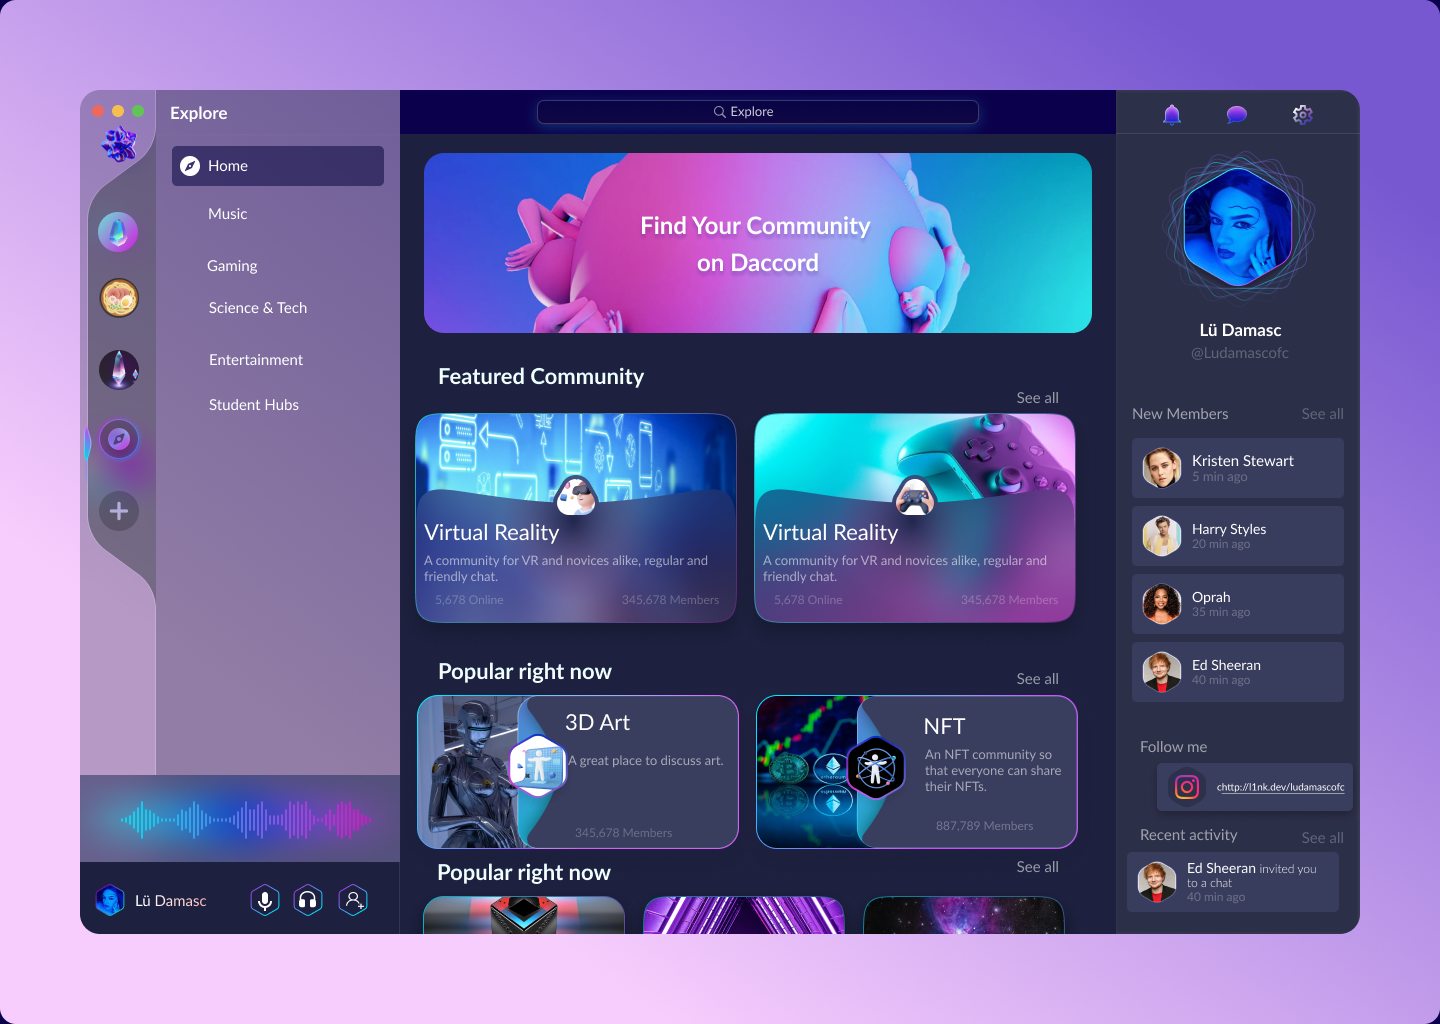 Explore
Home
Music
Gaming
Science & Tech
Entertainment
Student Hubs
Lü Damasc
Explore
Find Your Community
on Daccord
Featured Community
See all
Virtual Reality
A community for VR and novices alike, regular and
friendly chat.
5,678 Online
345,678 Members
Virtual Reality
A community for VR and novices alike, regular and
friendly chat.
5,678 Online
345,678 Members
Popular right now
See all
3D Art
A great place to discuss art.
345,678 Members
NFT
An NFT community so
that everyone can share
their NFTs.
887,789 Members
Popular right now
See all
Lü Damasc
@Ludamascofc
New Members
See all
Kristen Stewart
5 min ago
Harry Styles
20 min ago
Oprah
35 min ago
Ed Sheeran
40 min ago
Follow me
chttp://l1nk.dev/ludamascofc
Recent activity
See all
Ed Sheeran invited you
to a chat
40 min ago